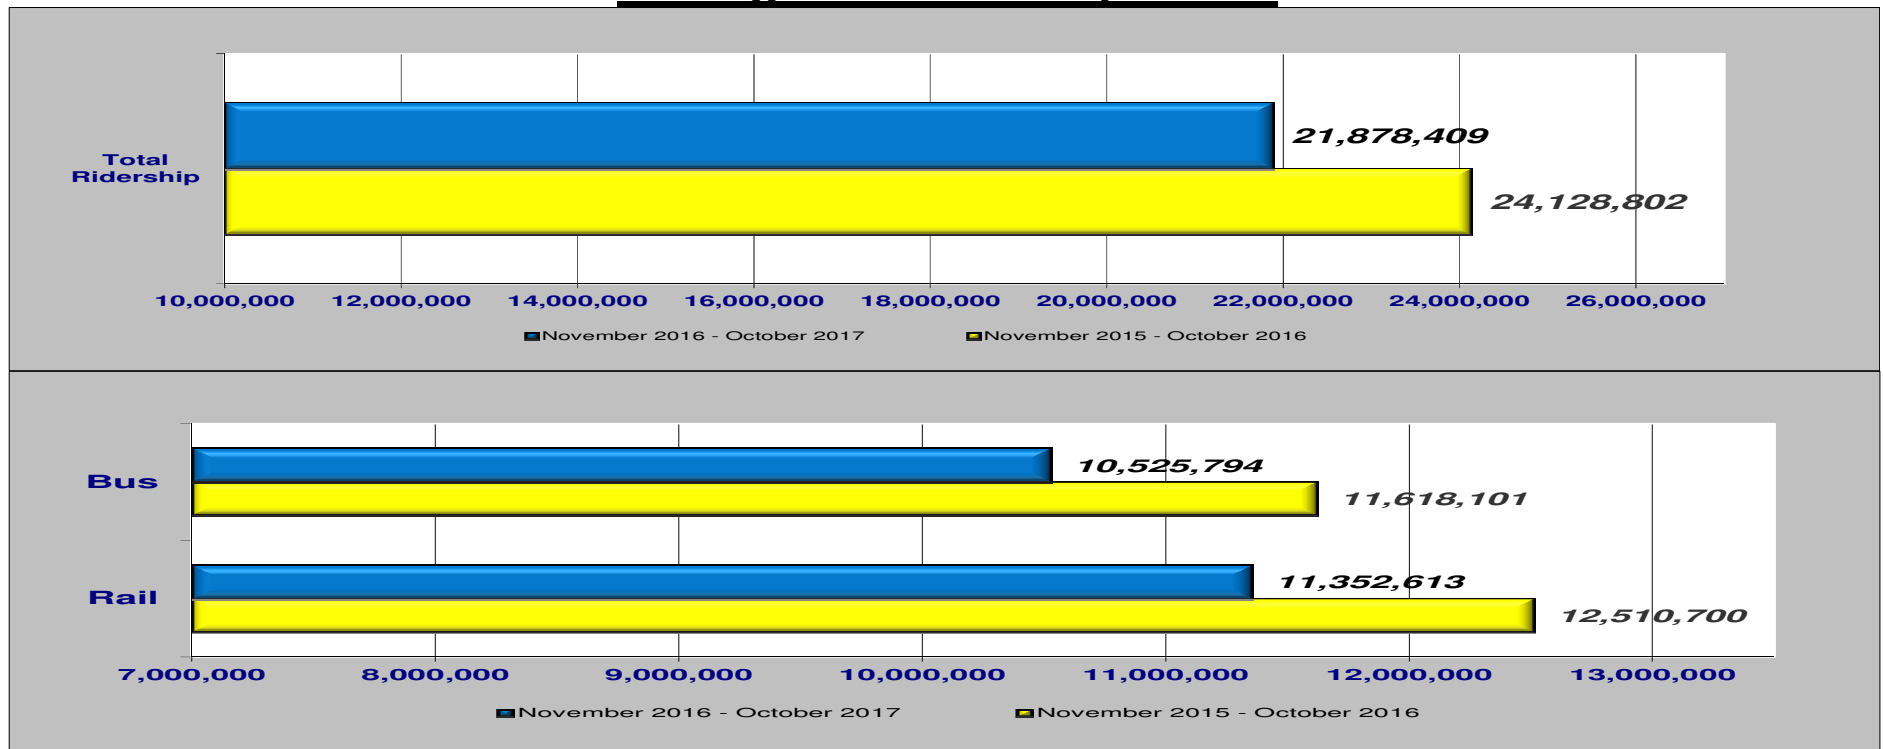 21,878,409
Total
Ridership
24,128,802
10,000,000 12,000,000 14,000,000 16,000,000 18,000,000 20,000,000 22,000,000 24,000,000 26,000,000
November 2016 - October 2017 November 2015 - October 2016
10,525,794
Bus
11,618,101
11,352,613
Rail
12,510,700
7,000,000 8,000,000 9,000,000 10,000,000 11,000,000 12,000,000 13,000,000
November 2016 - October 2017 November 2015 - October 2016